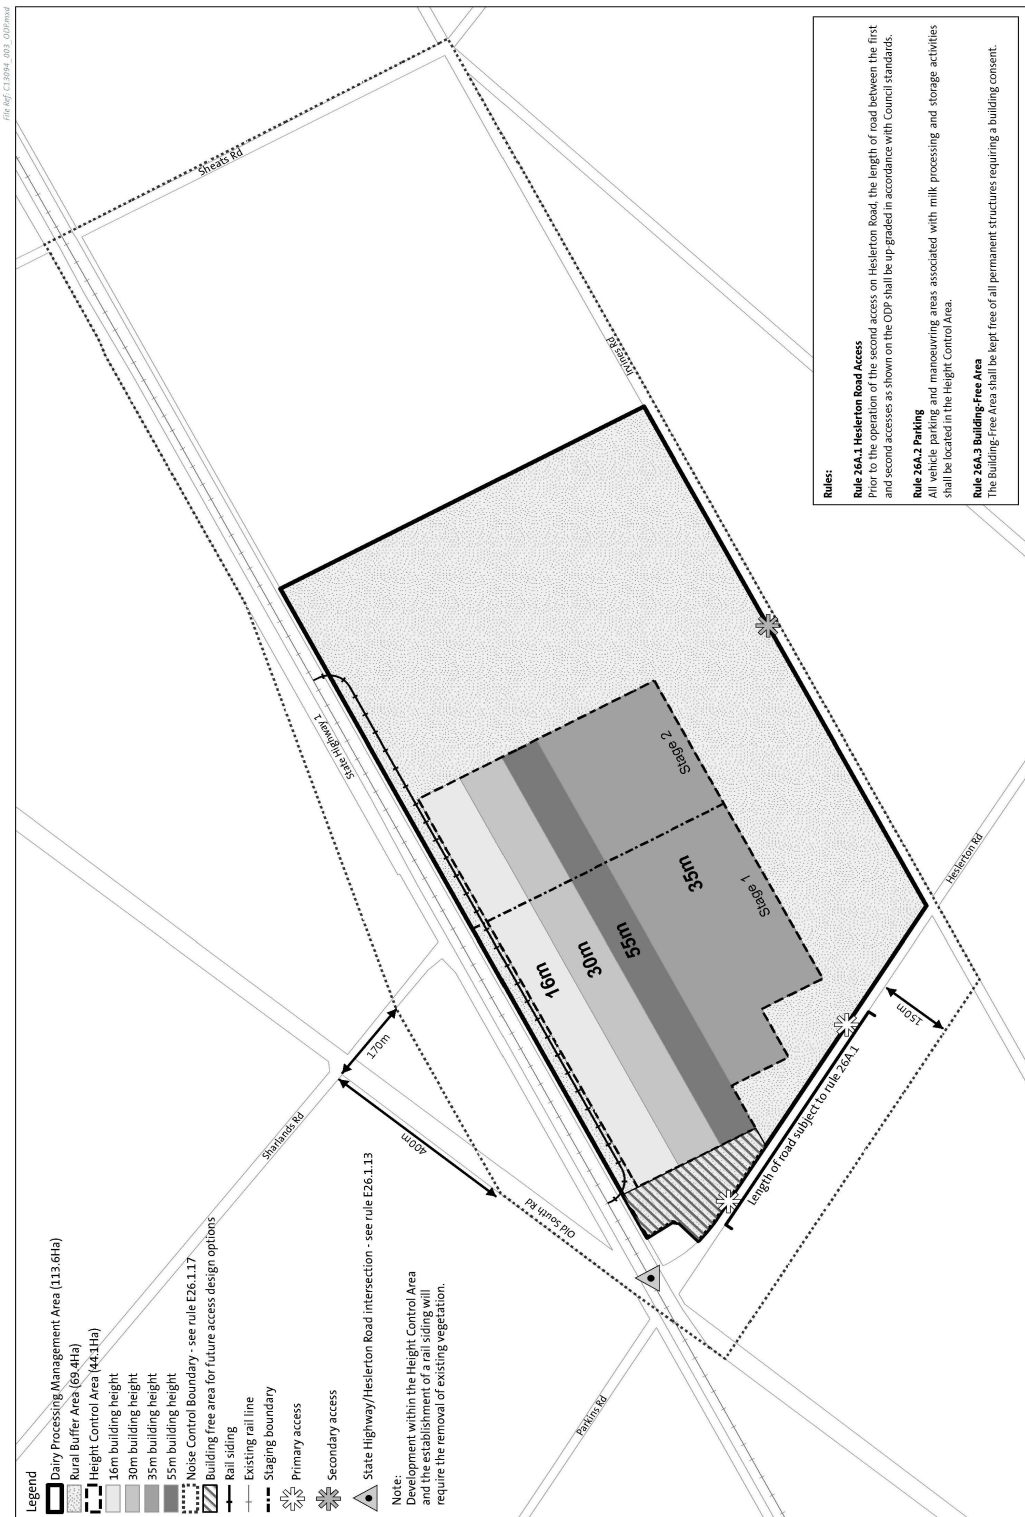 File Ref: C13094_003_ODP.mxd
Legend
Dairy Processing Management Area (113.6Ha)
Rural Buffer Area (69.4Ha)
Height Control Area (44.1Ha)
16m building height
30m building height
35m building height
55m building height
Noise Control Boundary - see rule E26.1.17
Building free area for future access design options
Rail siding
Existing rail line
Staging boundary
Primary access
Secondary access
State Highway/Heslerton Road intersection - see rule E26.1.13
Note:
Development within the Height Control Area
and the establishment of a rail siding will
require the removal of existing vegetation.
Sharlands Rd
400m
170m
Old South Rd
Parkins Rd
State Highway 1
Sheats Rd
Irvines Rd
Heslerton Rd
16m
30m
55m
35m
Stage 1
Stage 2
150m
Length of road subject to rule 26A.1
Rules:
Rule 26A.1 Heslerton Road Access
Prior to the operation of the second access on Heslerton Road, the length of road between the first
and second accesses as shown on the ODP shall be up-graded in accordance with Council standards.
Rule 26A.2 Parking
All vehicle parking and manoeuvring areas associated with milk processing and storage activities
shall be located in the Height Control Area.
Rule 26A.3 Building-Free Area
The Building-Free Area shall be kept free of all permanent structures requiring a building consent.